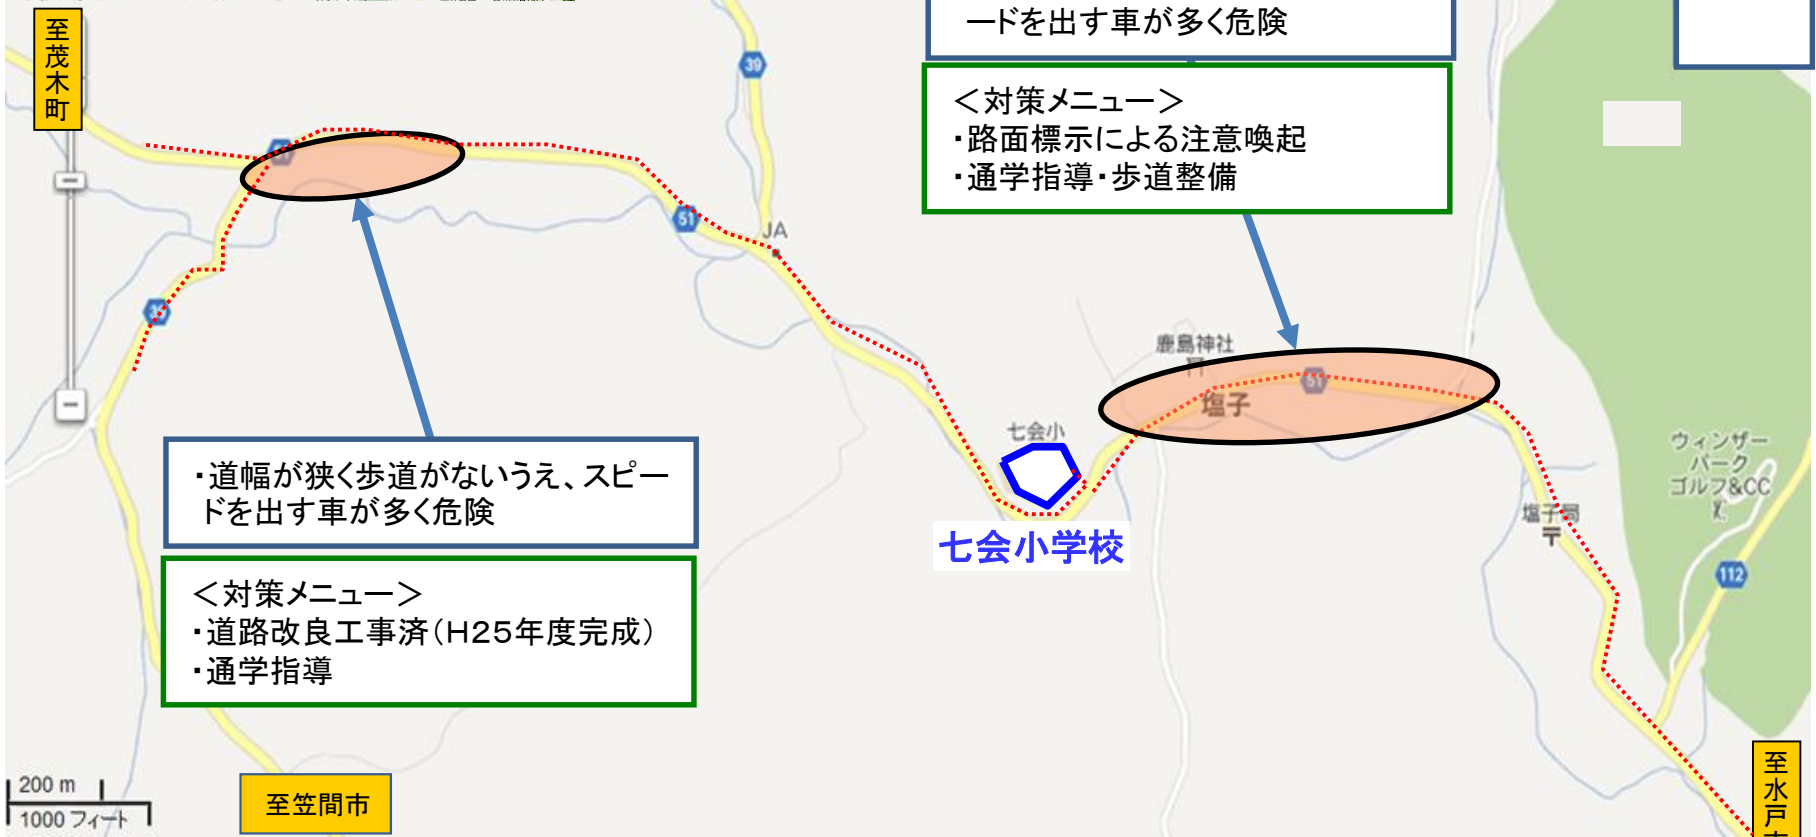 至茂木町
ードを出す車が多く危険
39
＜対策メニュー＞
・路面標示による注意喚起
・通学指導・歩道整備
51
JA
鹿島神社
51
塩子
・道幅が狭く歩道がないうえ、スピー
ドを出す車が多く危険
七会小
七会小学校
ウィンザー
パーク
ゴルフ&CC
塩子局
〒
112
＜対策メニュー＞
・道路改良工事済（H25年度完成）
・通学指導
200 m
1000 フィート
至笠間市
至水戸市